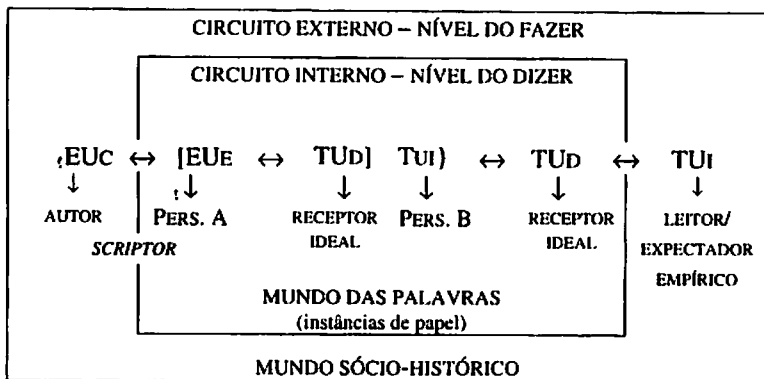 CIRCUITO EXTERNO – NÍVEL DO FAZER
CIRCUITO INTERNO – NÍVEL DO DIZER
EUC ↔ [EUE ↔ TUD] TUI) ↔ TUD ↔ TUI
↓ ↓ ↓ ↓ ↓ ↓
AUTOR PERS. A RECEPTOR IDEAL PERS. B RECEPTOR IDEAL LEITOR/
SCRIPTOR EXPECTADOR
EMPÍRICO
MUNDO DAS PALAVRAS
(instâncias de papel)
MUNDO SÓCIO-HISTÓRICO